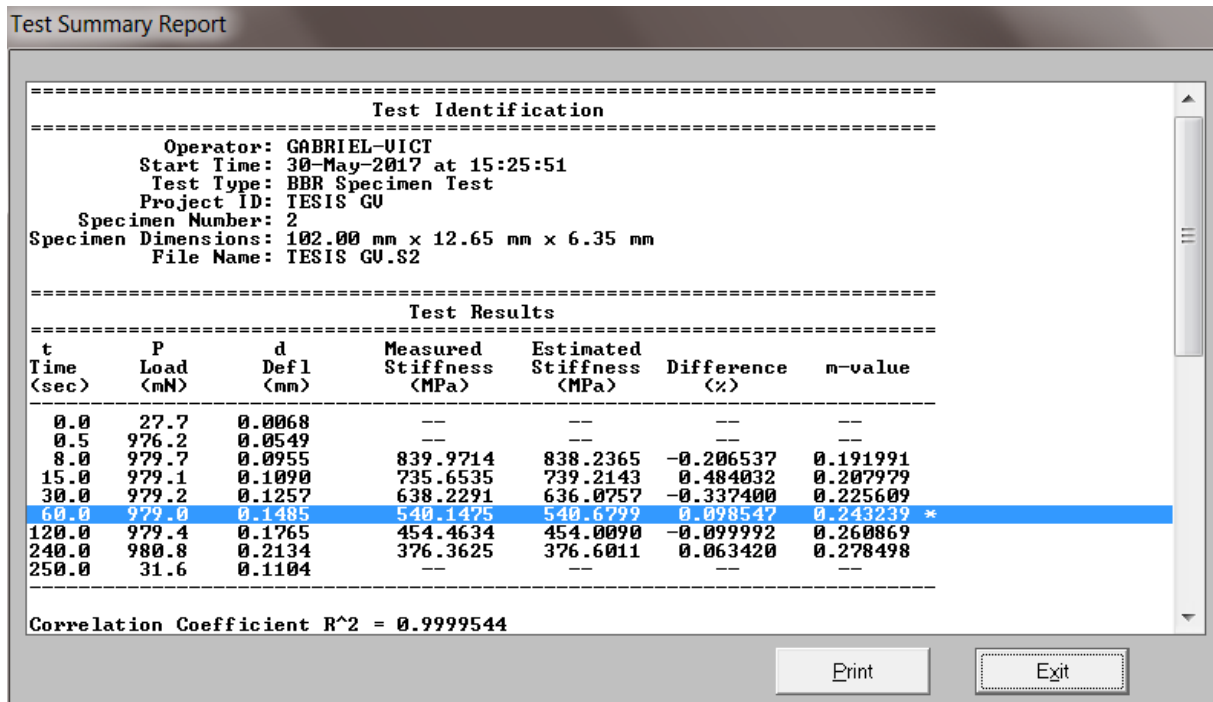 Test Summary Report
==============================================================================
Test Identification
==============================================================================
Operator: GABRIEL-VICT
Start Time: 30-May-2017 at 15:25:51
Test Type: BBR Specimen Test
Project ID: TESIS GV
Specimen Number: 2
Specimen Dimensions: 102.00 mm x 12.65 mm x 6.35 mm
File Name: TESIS GV.S2
==============================================================================
Test Results
==============================================================================
t P d Measured Estimated
Time Load Defl Stiffness Stiffness Difference m-value
(sec) (mN) (mm) (MPa) (MPa) (%)
------------------------------------------------------------------------------
0.0 27.7 0.0068 -- -- -- --
0.5 976.2 0.0549 -- -- -- --
8.0 979.7 0.0955 839.9714 838.2365 -0.206537 0.191991
15.0 979.1 0.1090 735.6535 739.2143 0.484032 0.207979
30.0 979.2 0.1257 638.2291 636.0757 -0.337400 0.225609
60.0 979.0 0.1485 540.1475 540.6799 0.098547 0.243239 *
120.0 979.4 0.1765 454.4634 454.0090 -0.099992 0.260869
240.0 980.8 0.2134 376.3625 376.6011 0.063420 0.278498
250.0 31.6 0.1104 -- -- -- --
------------------------------------------------------------------------------
Correlation Coefficient R^2 = 0.9999544
Print Exit